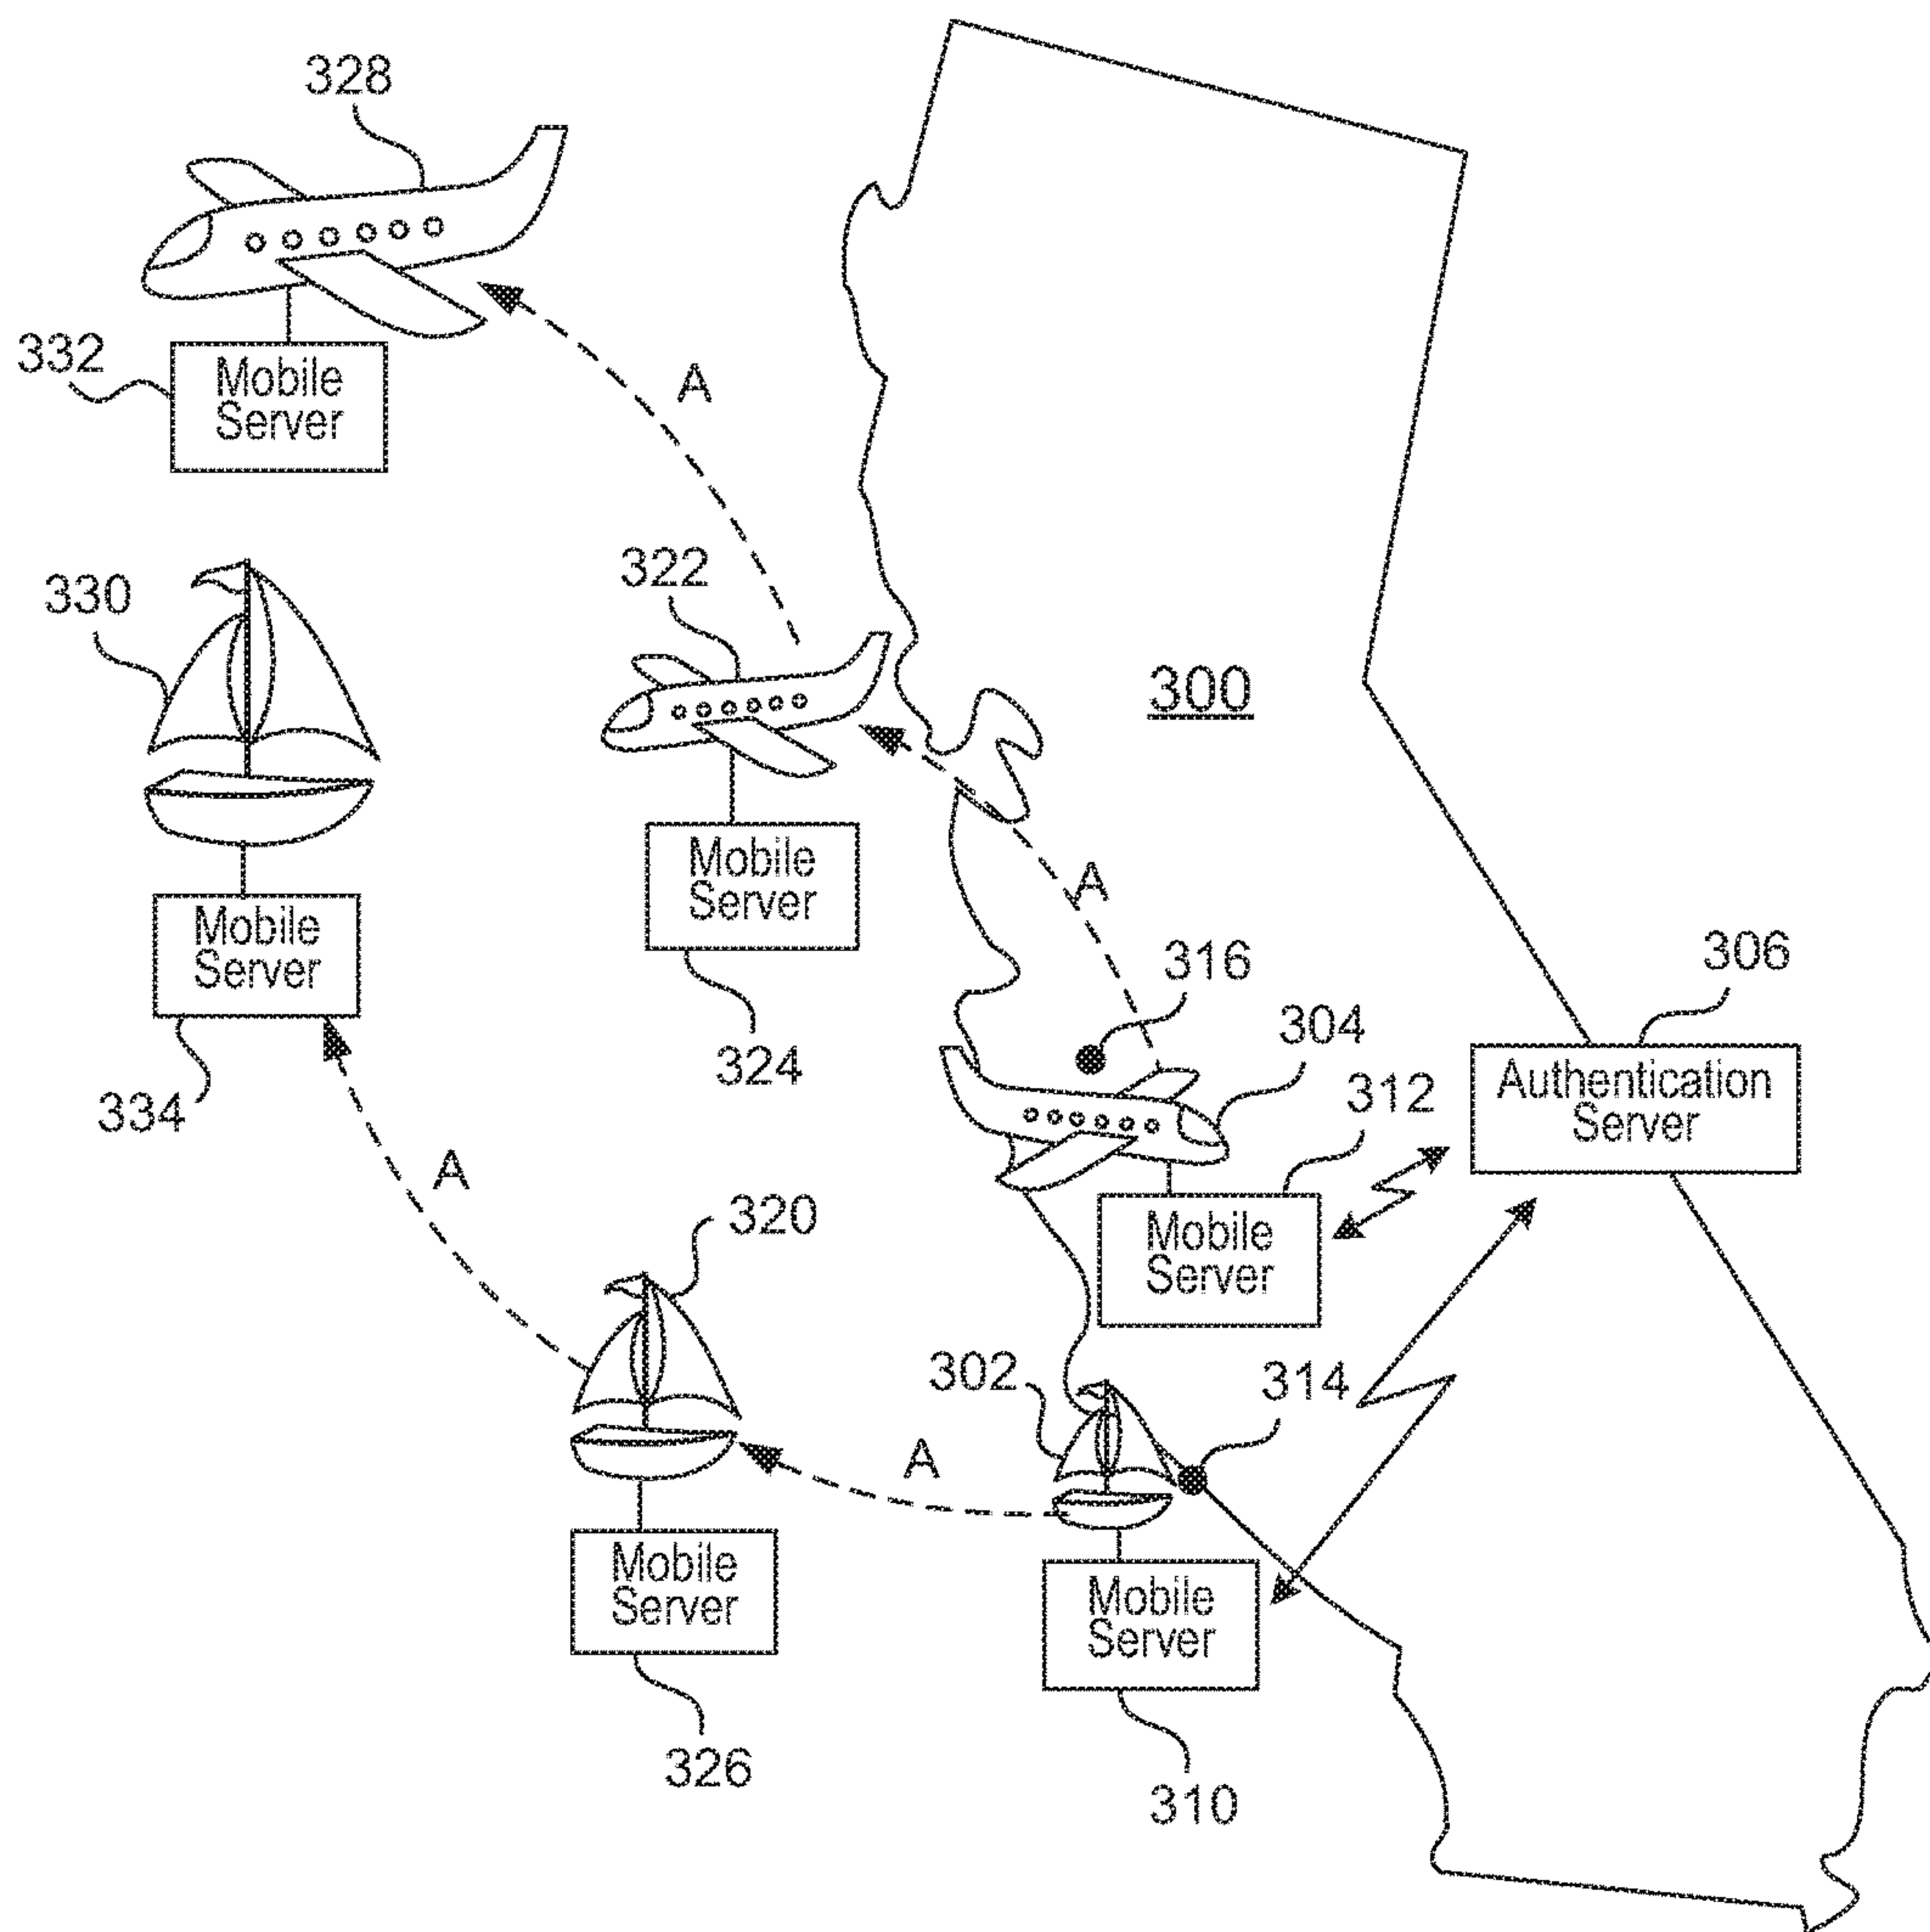 328
332
Mobile
Server
A
322
330
300
Mobile
Server
A
Mobile
Server
316
306
304
324
312
334
Authentication
Server
A
320
Mobile
Server
302
314
A
Mobile
Server
Mobile
Server
326
310